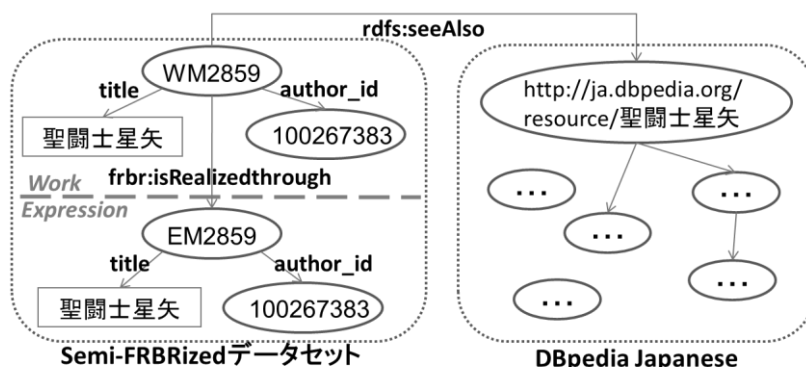 rdfs:seeAlso
WM2859
title
author_id
聖闘士星矢
100267383
Work
frbr:isRealizedthrough
Expression
EM2859
title
author_id
聖闘士星矢
100267383
Semi-FRBRizedデータセット
http://ja.dbpedia.org/
resource/聖闘士星矢
...
...
...
...
...
DBpedia Japanese